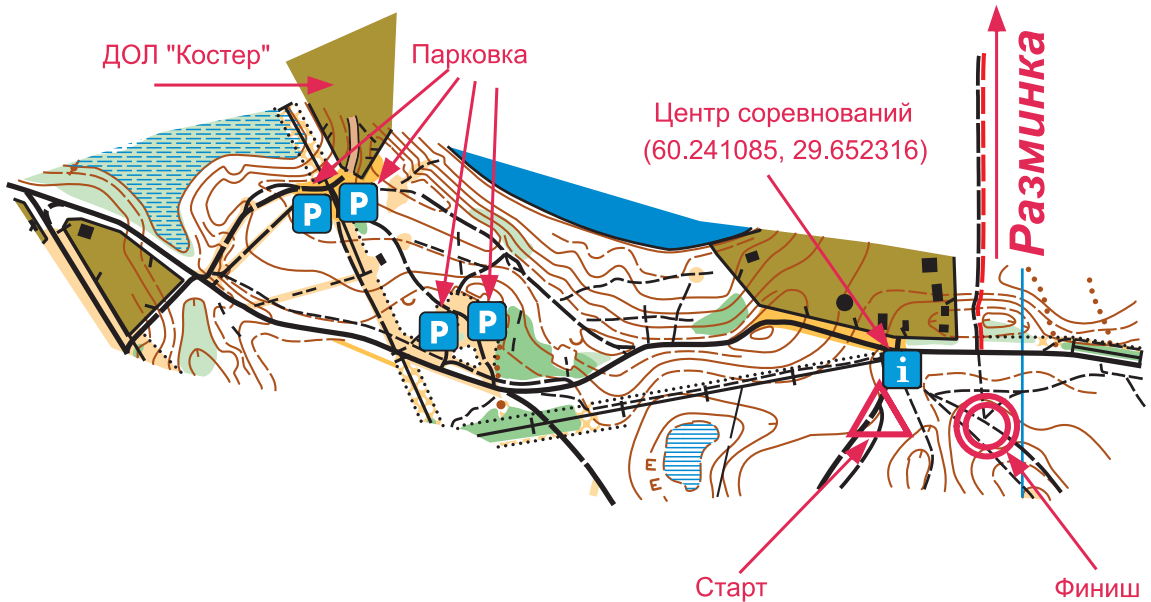 ДОЛ "Костер"
Парковка
Центр соревнований
(60.241085, 29.652316)
Разминка
P
P
P
P
i
E
E
Старт
Финиш